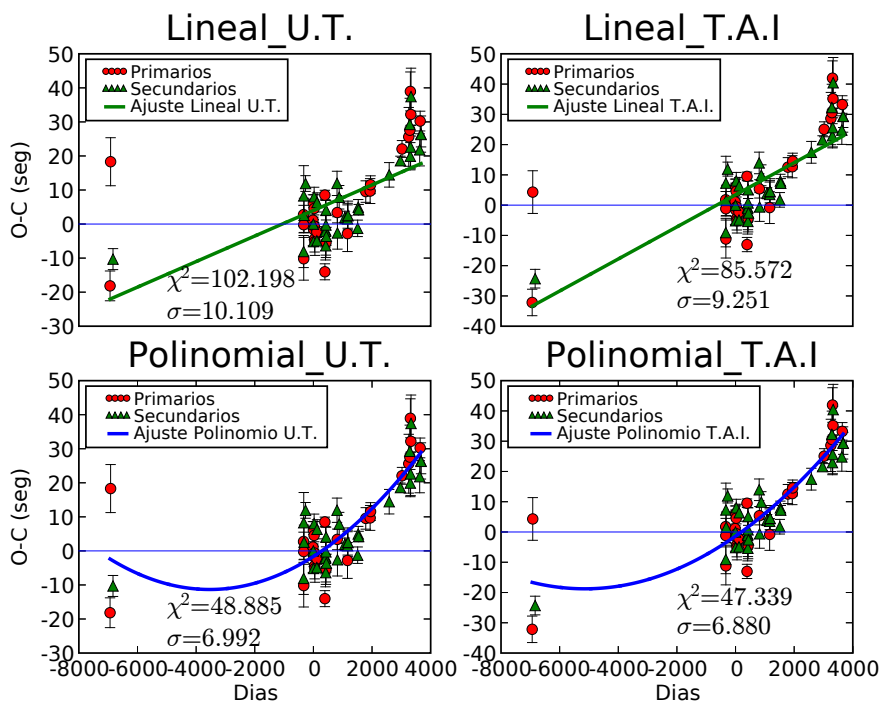 Lineal_U.T.
50
40
30
20
10
0
-10
-20
-30
O-C (seg)
Primarios
Secundarios
Ajuste Lineal U.T.
χ²=102.198
σ=10.109
Lineal_T.A.I
50
40
30
20
10
0
-10
-20
-30
-40
Primarios
Secundarios
Ajuste Lineal T.A.I.
χ²=85.572
σ=9.251
Polinomial_U.T.
50
40
30
20
10
0
-10
-20
-30
O-C (seg)
Primarios
Secundarios
Ajuste Polinomio U.T.
χ²=48.885
σ=6.992
-8000 -6000 -4000 -2000 0 2000 4000
Dias
Polinomial_T.A.I
50
40
30
20
10
0
-10
-20
-30
-40
Primarios
Secundarios
Ajuste Polinomio T.A.I.
χ²=47.339
σ=6.880
-8000 -6000 -4000 -2000 0 2000 4000
Dias